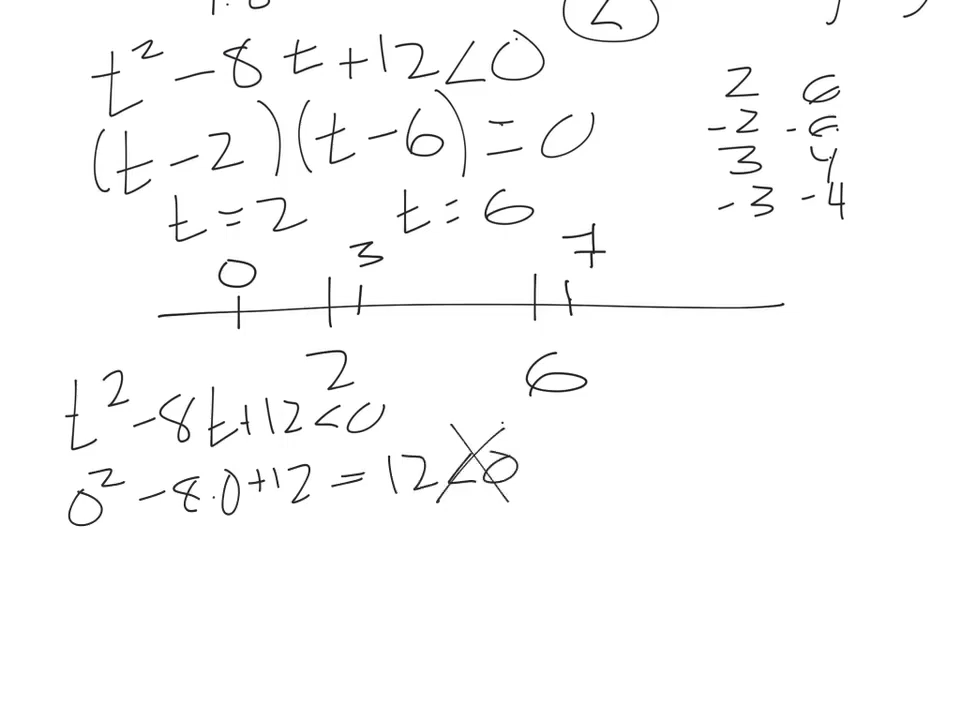 t² - 8t + 12 < 0
(t - 2)(t - 6) = 0
t = 2 t = 6
2 6
-2 -6
3 4
-3 -4
0 3 7
2 6
t² - 8t + 12 < 0
0² - 8·0 + 12 = 12 < 0